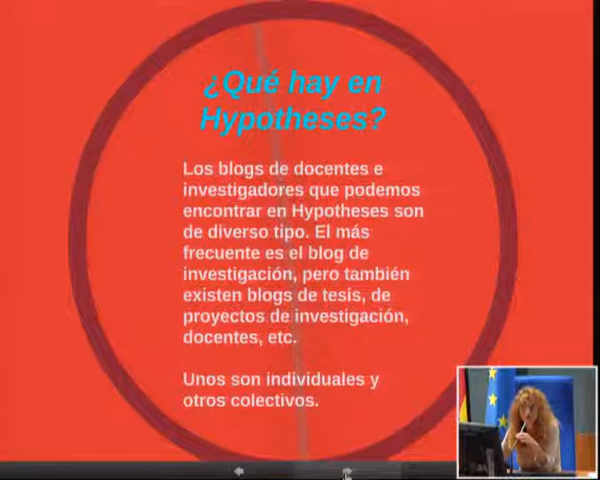 ¿Qué hay en
Hypotheses?
Los blogs de docentes e
investigadores que podemos
encontrar en Hypotheses son
de diverso tipo. El más
frecuente es el blog de
investigación, pero también
existen blogs de tesis, de
proyectos de investigación,
docentes, etc.
Unos son individuales y
otros colectivos.